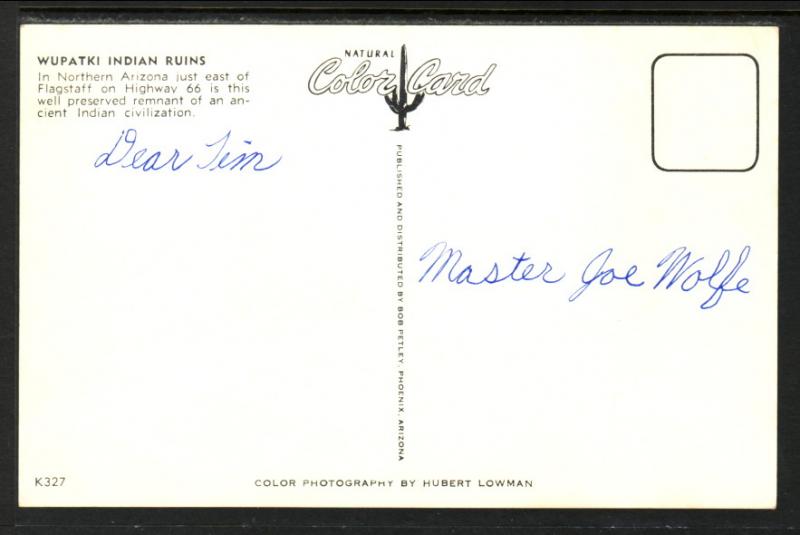 WUPATKI INDIAN RUINS
In Northern Arizona just east of
Flagstaff on Highway 66 is this
well preserved remnant of an an-
cient Indian civilization.
NATURAL
Color Card
Dear Tim
PUBLISHED AND DISTRIBUTED BY BOB PETLEY, PHOENIX, ARIZONA
Master Joe Wolfe
K327
COLOR PHOTOGRAPHY BY HUBERT LOWMAN